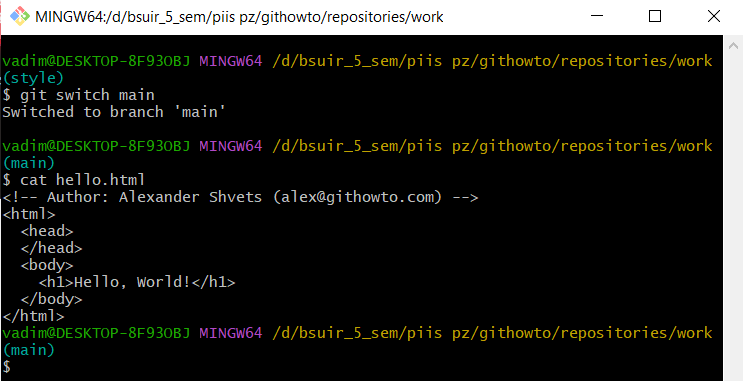 MINGW64:/d/bsuir_5_sem/piis pz/githowto/repositories/work
vadim@DESKTOP-8F93OBJ MINGW64 /d/bsuir_5_sem/piis pz/githowto/repositories/work
(style)
$ git switch main
Switched to branch 'main'
vadim@DESKTOP-8F93OBJ MINGW64 /d/bsuir_5_sem/piis pz/githowto/repositories/work
(main)
$ cat hello.html
<!-- Author: Alexander Shvets (alex@githowto.com) -->
<html>
  <head>
  </head>
  <body>
    <h1>Hello, World!</h1>
  </body>
</html>
vadim@DESKTOP-8F93OBJ MINGW64 /d/bsuir_5_sem/piis pz/githowto/repositories/work
(main)
$